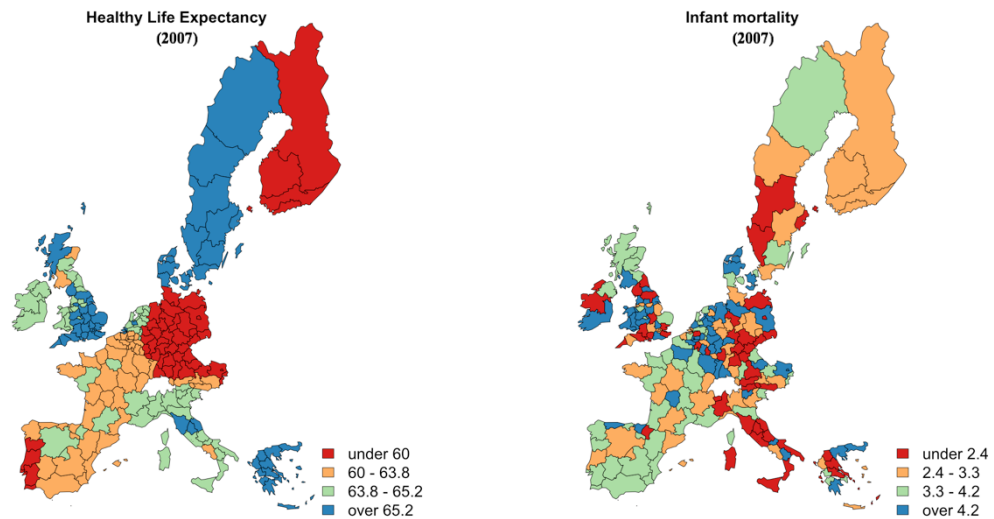 Healthy Life Expectancy
(2007)
under 60
60 - 63.8
63.8 - 65.2
over 65.2
Infant mortality
(2007)
under 2.4
2.4 - 3.3
3.3 - 4.2
over 4.2